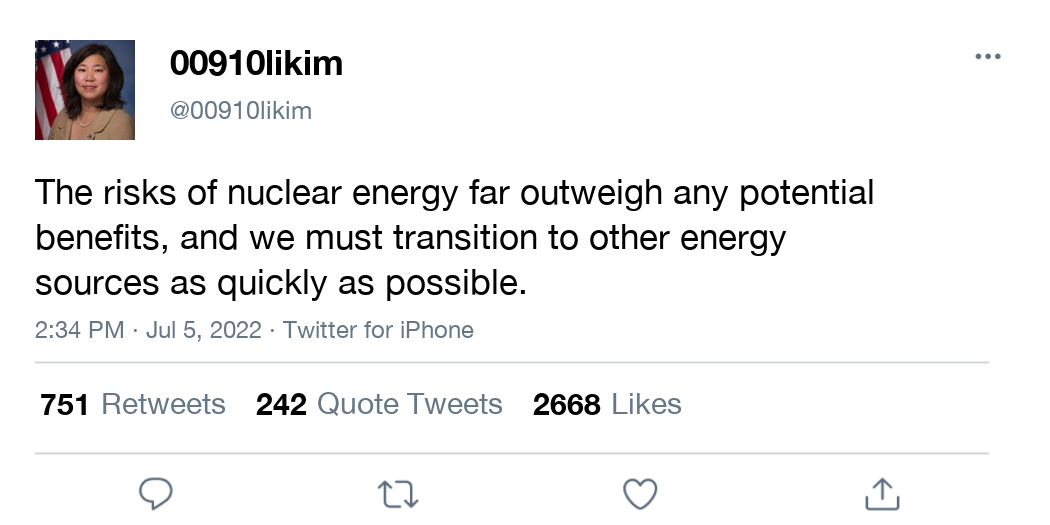 00910likim
@00910likim
The risks of nuclear energy far outweigh any potential
benefits, and we must transition to other energy
sources as quickly as possible.
2:34 PM · Jul 5, 2022 · Twitter for iPhone
751 Retweets 242 Quote Tweets 2668 Likes